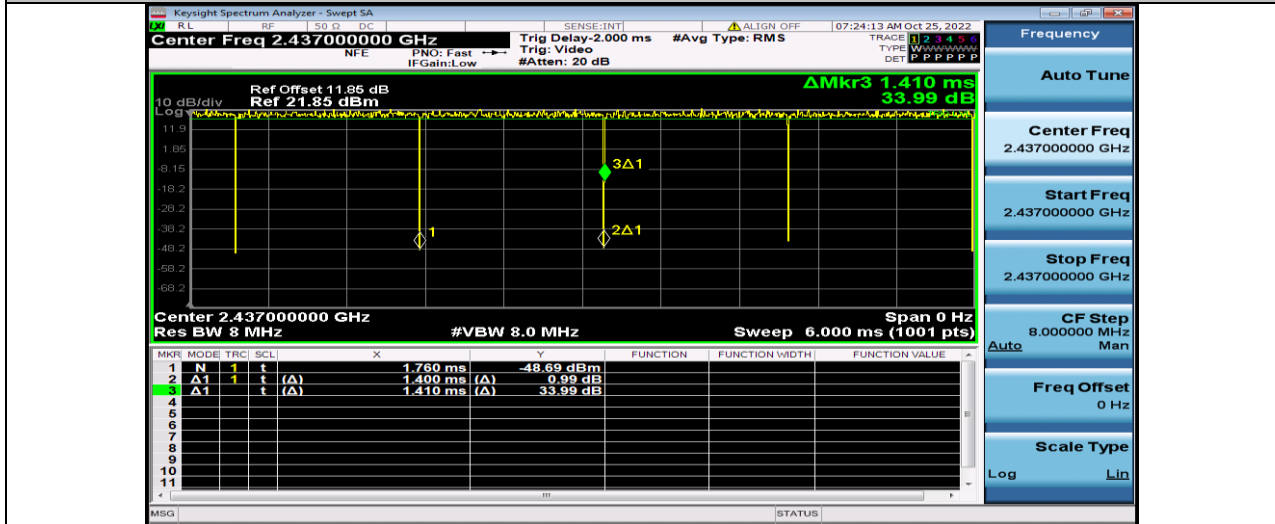 Keysight Spectrum Analyzer - Swept SA
LXI RL RF 50 Ω DC SENSE:INT ALIGN OFF 07:24:13 AM Oct 25, 2022
Center Freq 2.437000000 GHz Trig Delay-2.000 ms #Avg Type: RMS TRACE 1 2 3 4 5 6
NFE PNO: Fast Trig: Video TYPE WWWWWW
IFGain:Low #Atten: 20 dB DET P P P P P P
ΔMkr3 1.410 ms
33.99 dB
Ref Offset 11.85 dB
10 dB/div Ref 21.85 dBm
Log
11.9
1.85
-8.15
-18.2
-28.2
-38.2
-48.2
-58.2
-68.2
3Δ1
1
2Δ1
Center 2.437000000 GHz Span 0 Hz
Res BW 8 MHz #VBW 8.0 MHz Sweep 6.000 ms (1001 pts)
MKR MODE TRC SCL X Y FUNCTION FUNCTION WIDTH FUNCTION VALUE
1 N 1 t 1.760 ms -48.69 dBm
2 Δ1 1 t (Δ) 1.400 ms (Δ) 0.99 dB
3 Δ1 t (Δ) 1.410 ms (Δ) 33.99 dB
4
5
6
7
8
9
10
11
MSG STATUS
Frequency
Auto Tune
Center Freq
2.437000000 GHz
Start Freq
2.437000000 GHz
Stop Freq
2.437000000 GHz
CF Step
8.000000 MHz
Auto Man
Freq Offset
0 Hz
Scale Type
Log Lin